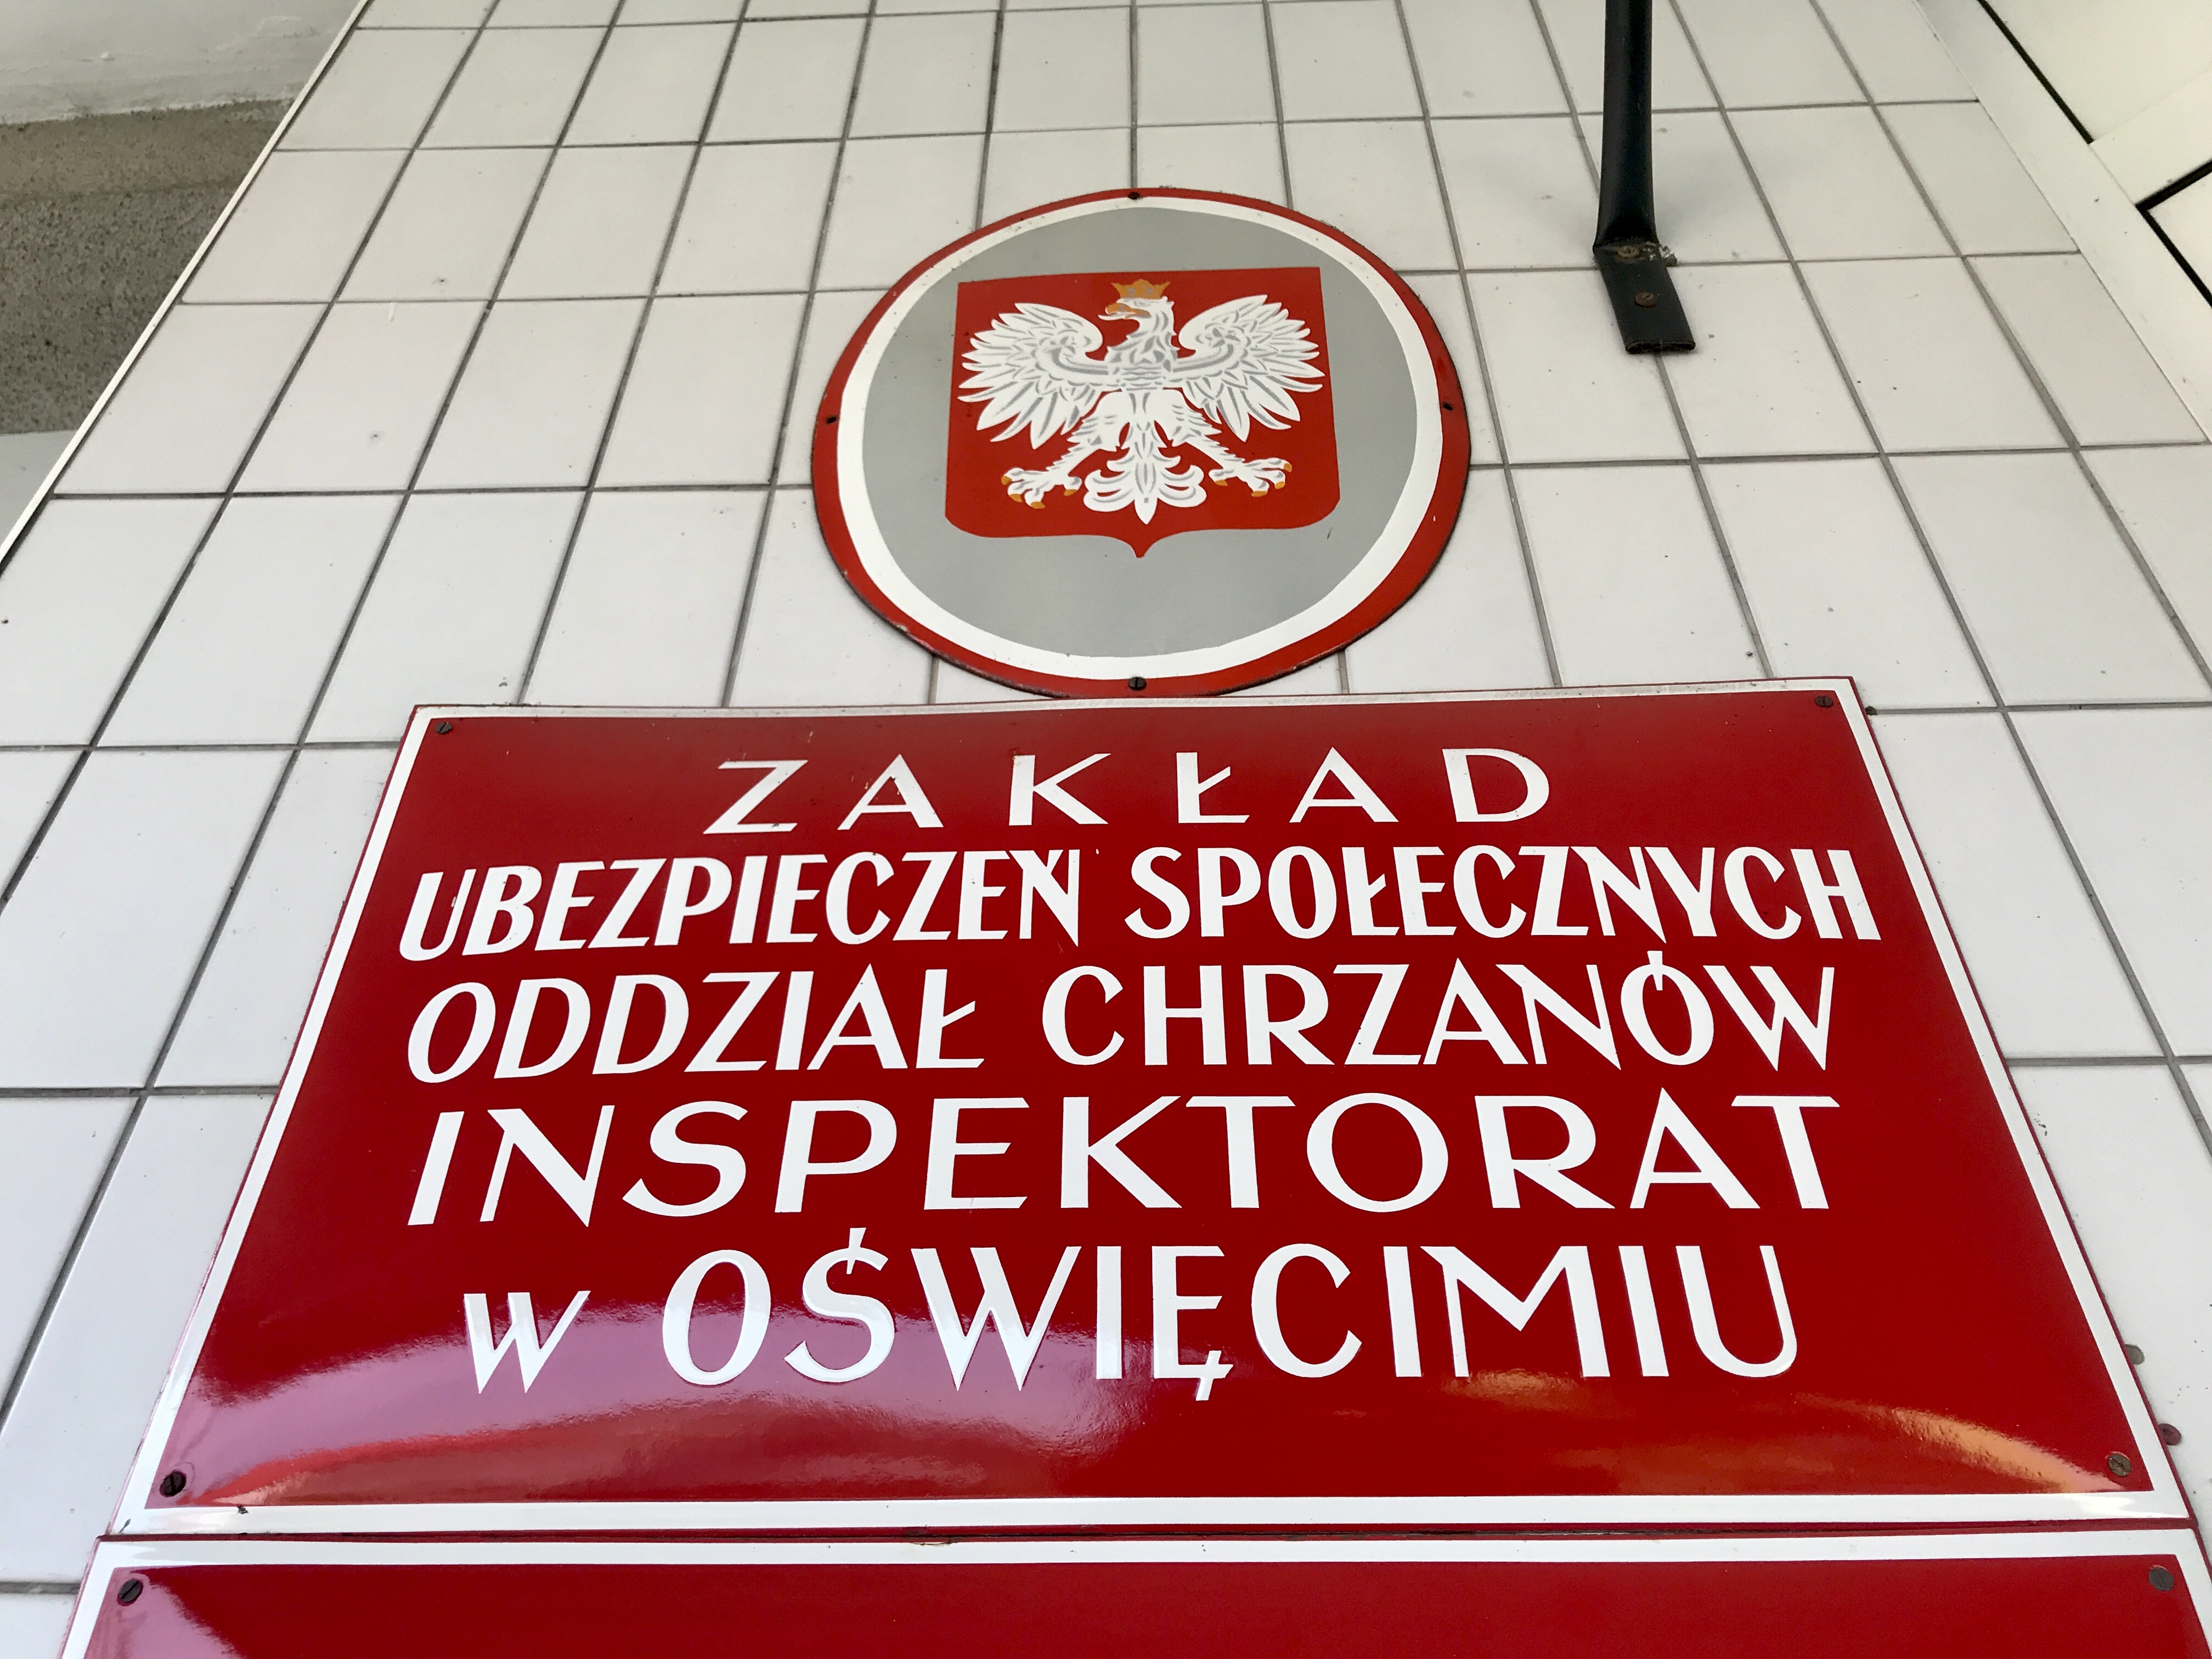 ZAKŁAD
UBEZPIECZEŃ SPOŁECZNYCH
ODDZIAŁ CHRZANÓW
INSPEKTORAT
w OŚWIĘCIMIU